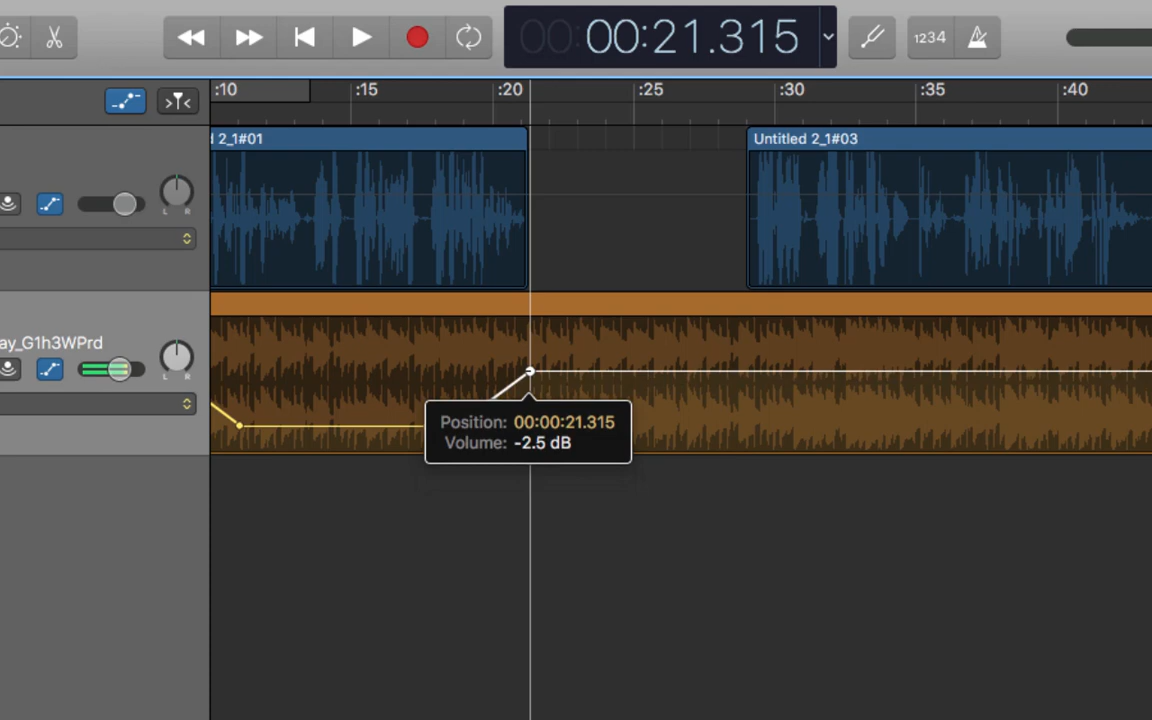 00:00:21.315
1234
:10 :15 :20 :25 :30 :35 :40
d 2_1#01
Untitled 2_1#03
L R
ay_G1h3WPrd
L R
Position: 00:00:21.315
Volume: -2.5 dB